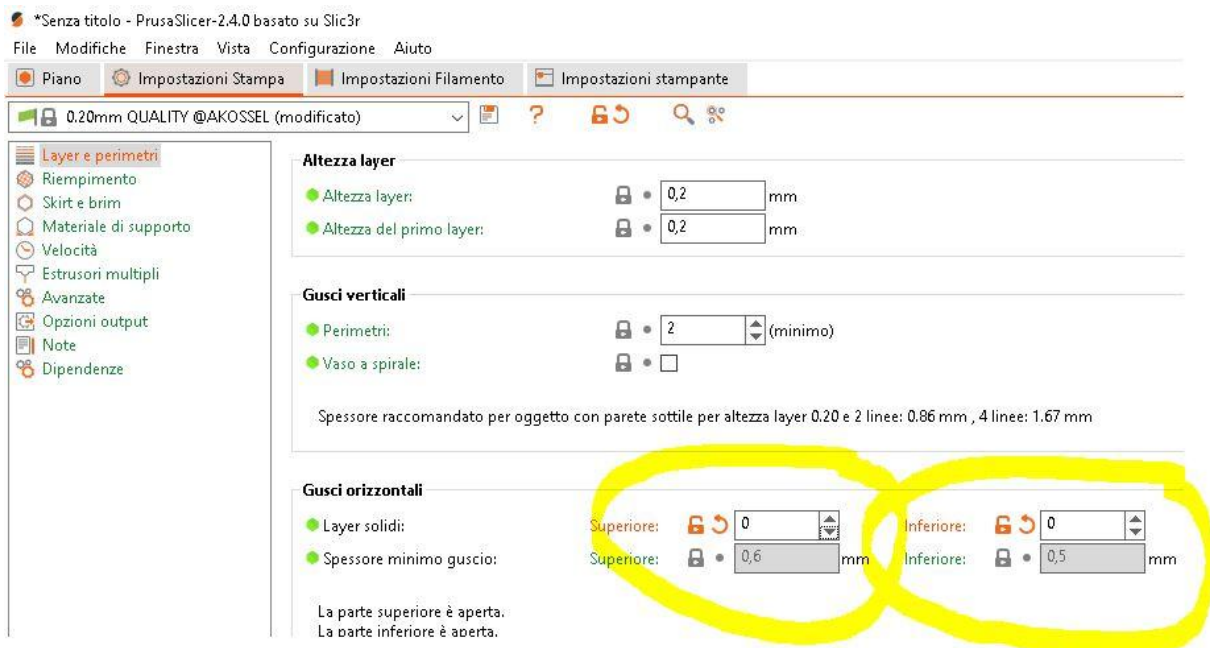 *Senza titolo - PrusaSlicer-2.4.0 basato su Slic3r
File Modifiche Finestra Vista Configurazione Aiuto
Piano Impostazioni Stampa Impostazioni Filamento Impostazioni stampante
0.20mm QUALITY @AKOSSEL (modificato) ?
Layer e perimetri
Riempimento
Skirt e brim
Materiale di supporto
Velocità
Estrusori multipli
Avanzate
Opzioni output
Note
Dipendenze
Altezza layer
Altezza layer: 0,2 mm
Altezza del primo layer: 0,2 mm
Gusci verticali
Perimetri: 2 (minimo)
Vaso a spirale:
Spessore raccomandato per oggetto con parete sottile per altezza layer 0.20 e 2 linee: 0.86 mm , 4 linee: 1.67 mm
Gusci orizzontali
Layer solidi: Superiore: 0 Inferiore: 0
Spessore minimo guscio: Superiore: 0,6 mm Inferiore: 0,5 mm
La parte superiore è aperta.
La parte inferiore è aperta.